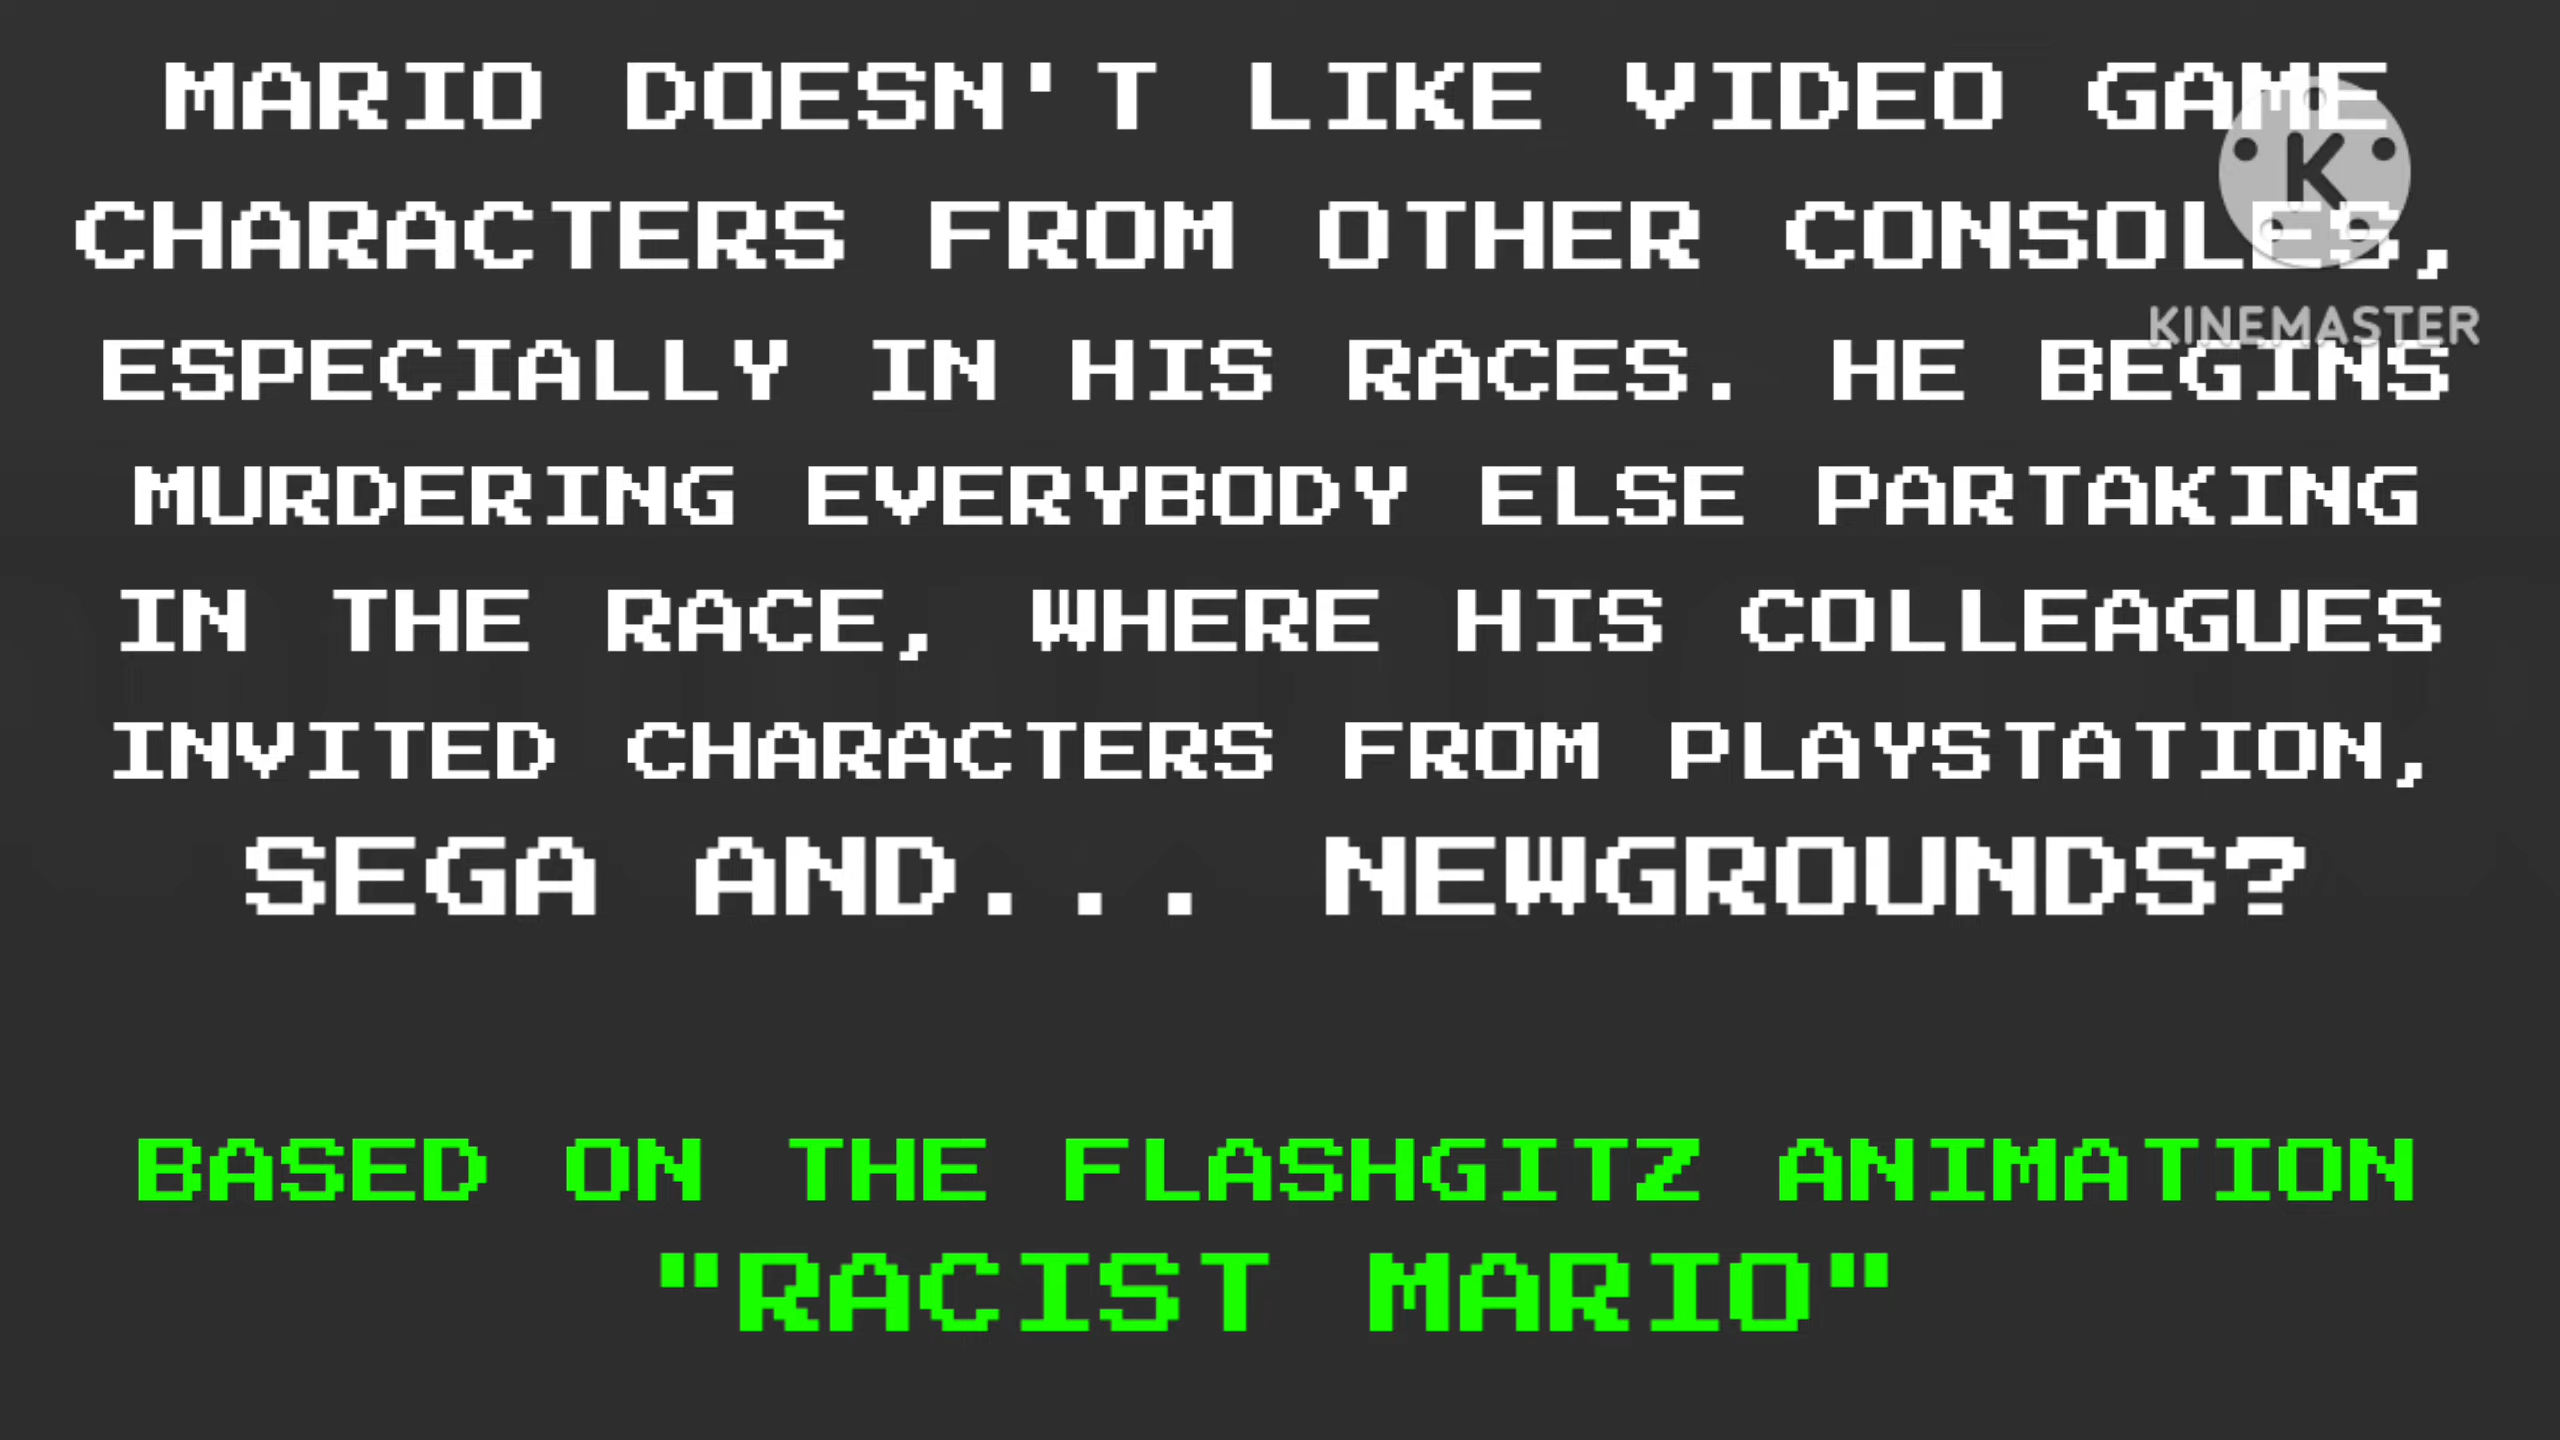 MARIO DOESN'T LIKE VIDEO GAME
CHARACTERS FROM OTHER CONSOLES,
KINEMASTER
ESPECIALLY IN HIS RACES. HE BEGINS
MURDERING EVERYBODY ELSE PARTAKING
IN THE RACE, WHERE HIS COLLEAGUES
INVITED CHARACTERS FROM PLAYSTATION,
SEGA AND... NEWGROUNDS?
BASED ON THE FLASHGITZ ANIMATION
"RACIST MARIO"